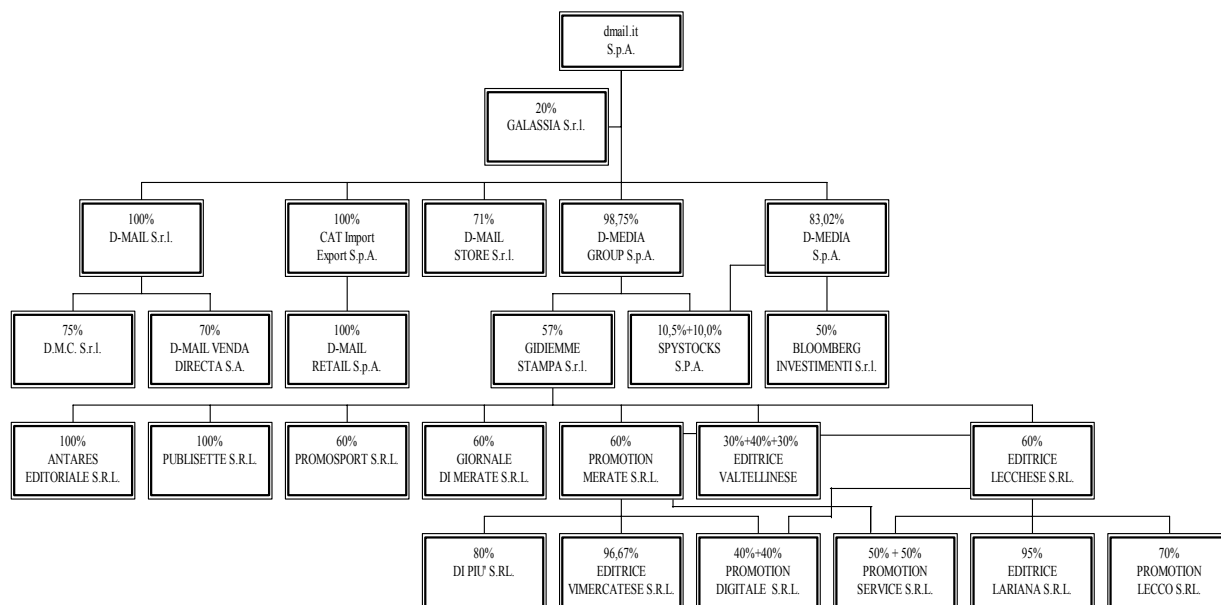 dmail.it
S.p.A.
20%
GALASSIA S.r.l.
100%
D-MAIL S.r.l.
100%
CAT Import
Export S.p.A.
71%
D-MAIL
STORE S.r.l.
98,75%
D-MEDIA
GROUP S.p.A.
83,02%
D-MEDIA
S.p.A.
75%
D.M.C. S.r.l.
70%
D-MAIL VENDA
DIRECTA S.A.
100%
D-MAIL
RETAIL S.p.A.
57%
GIDIEMME
STAMPA S.r.l.
10,5%+10,0%
SPYSTOCKS
S.P.A.
50%
BLOOMBERG
INVESTIMENTI S.r.l.
100%
ANTARES
EDITORIALE S.R.L.
100%
PUBLISETTE S.R.L.
60%
PROMOSPORT S.R.L.
60%
GIORNALE
DI MERATE S.R.L.
60%
PROMOTION
MERATE S.R.L.
30%+40%+30%
EDITRICE
VALTELLINESE
60%
EDITRICE
LECCHESE S.RL.
80%
DI PIU' S.RL.
96,67%
EDITRICE
VIMERCATESE S.R.L.
40%+40%
PROMOTION
DIGITALE S.R.L.
50% + 50%
PROMOTION
SERVICE S.R.L.
95%
EDITRICE
LARIANA S.R.L.
70%
PROMOTION
LECCO S.RL.